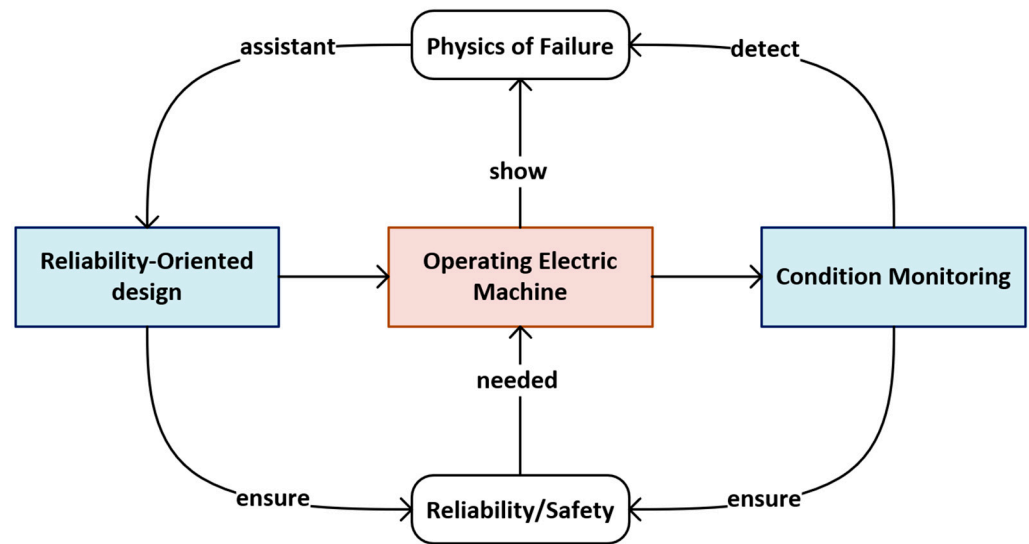 assistant
Physics of Failure
detect
show
Reliability-Oriented
design
Operating Electric
Machine
Condition Monitoring
needed
ensure
Reliability/Safety
ensure